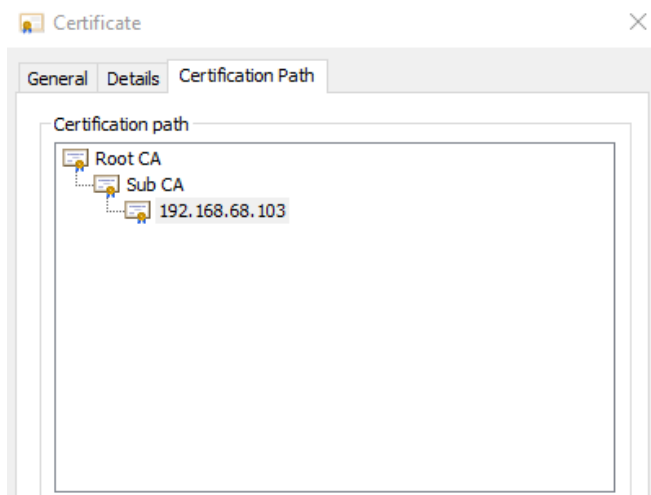 Certificate
General Details Certification Path
Certification path
Root CA
Sub CA
192.168.68.103